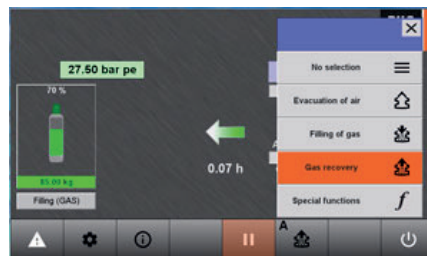 27.50 bar pe
70 %
85.00 kg
Filling (GAS)
0.07 h
No selection
Evacuation of air
Filling of gas
Gas recovery
Special functions
f
A